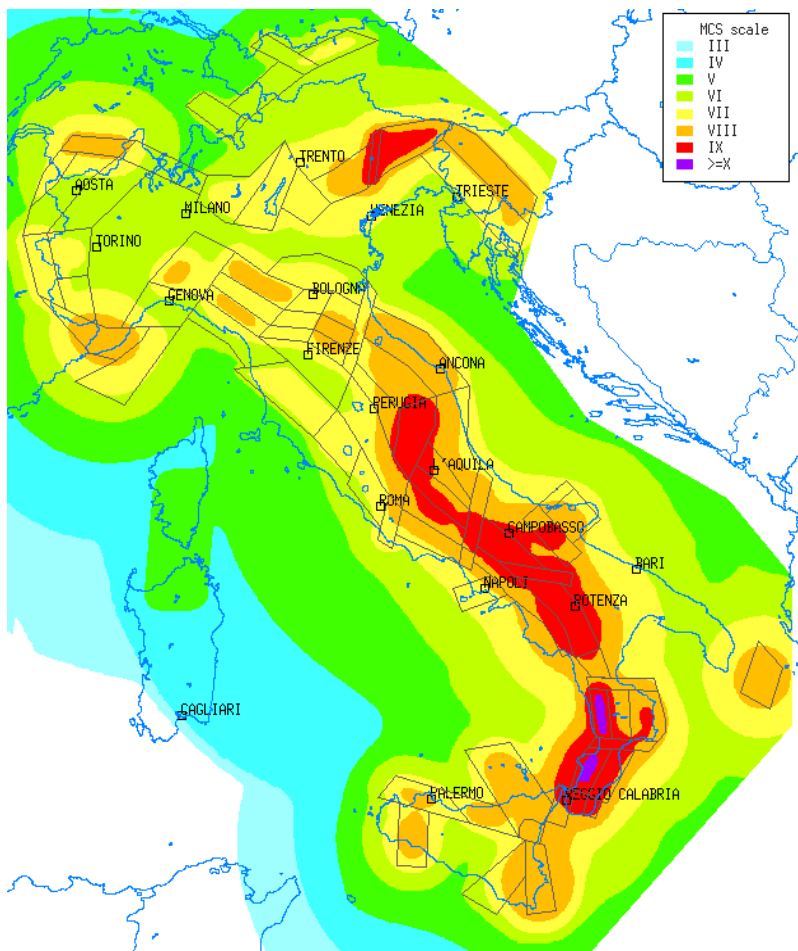 MCS scale
III
IV
V
VI
VII
VIII
IX
>=X
TRENTO
AOSTA
TRIESTE
MILANO
VENEZIA
TORINO
BOLOGNA
GENOVA
FIRENZE
ANCONA
PERUGIA
L'AQUILA
ROMA
CAMPOBASSO
BARI
NAPOLI
POTENZA
CAGLIARI
PALERMO
REGGIO CALABRIA